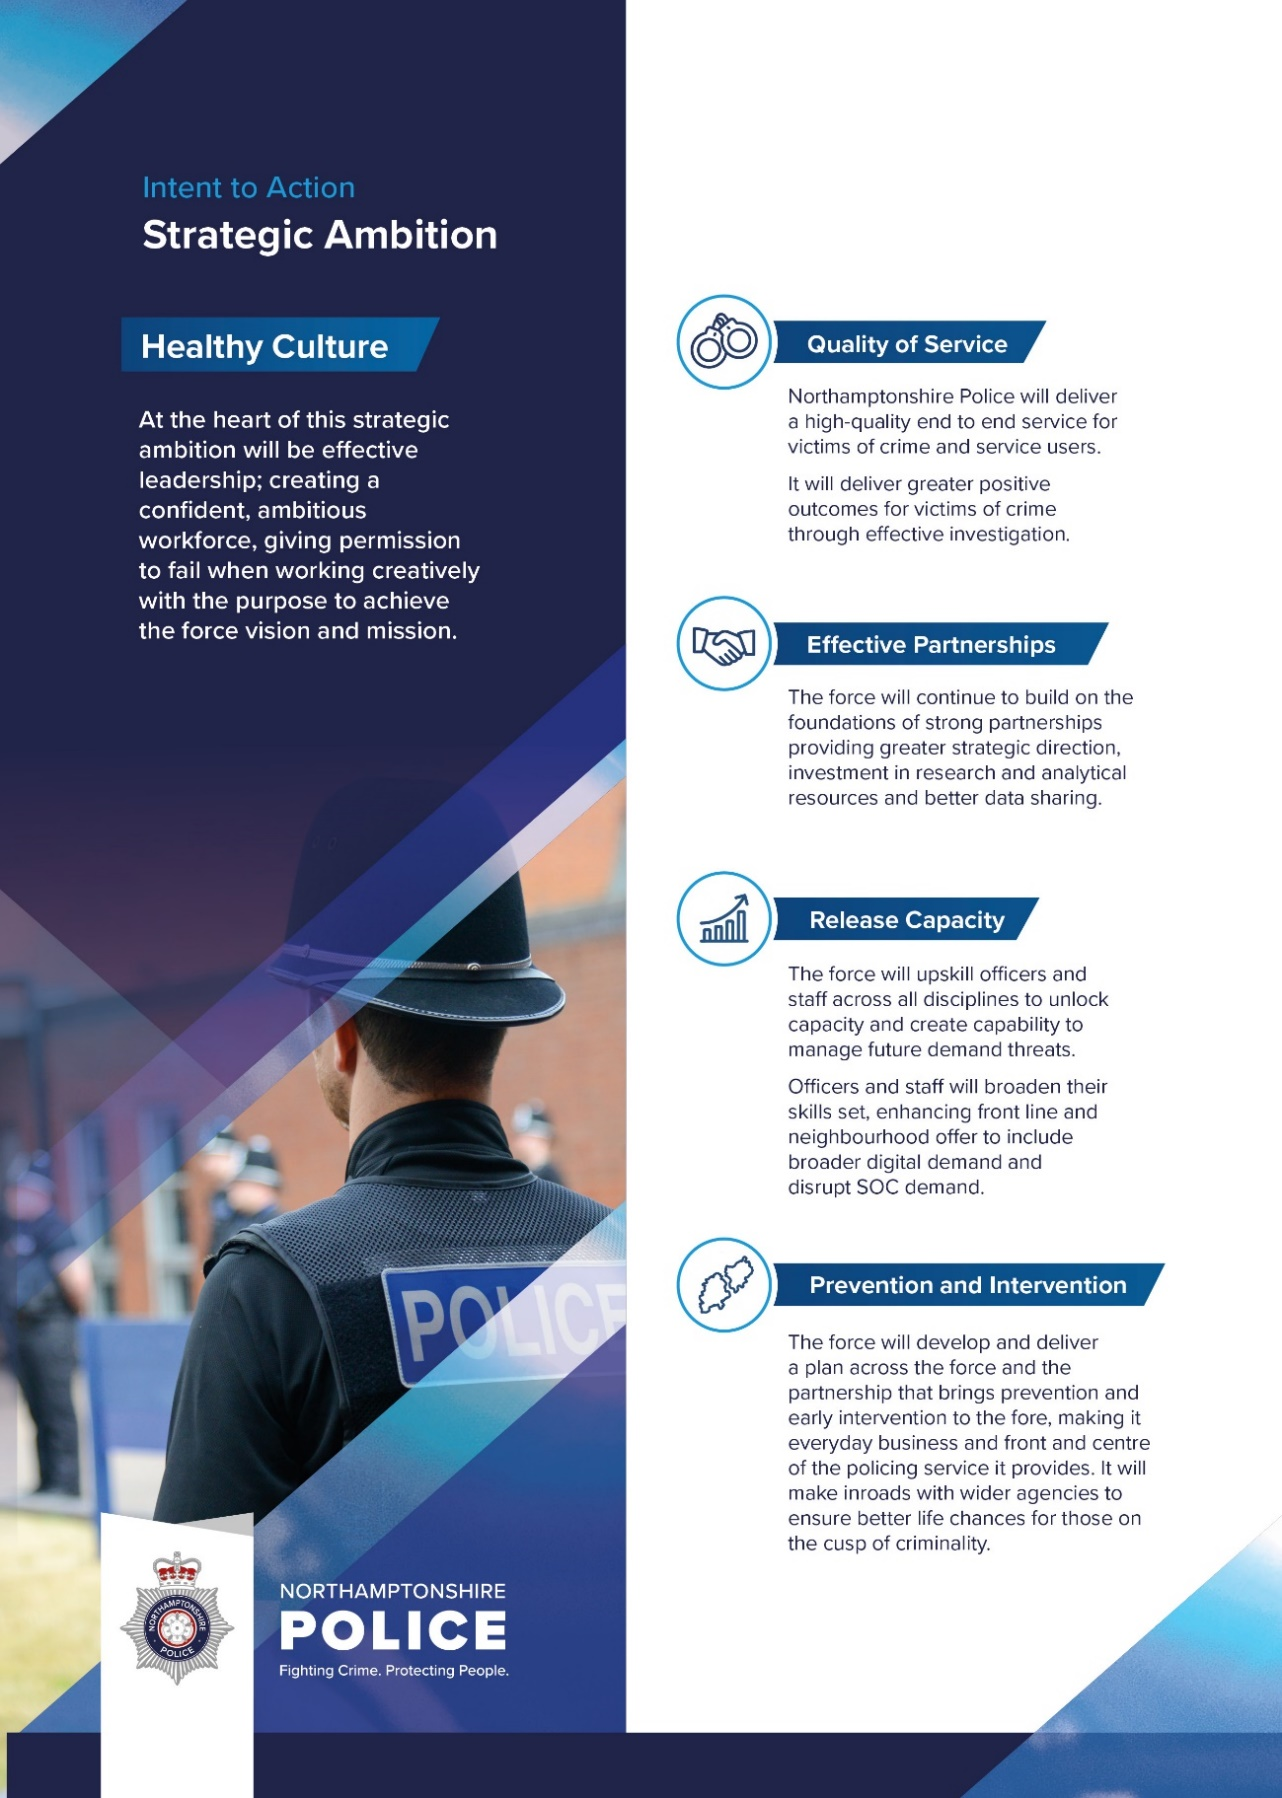 Intent to Action
Strategic Ambition
Healthy Culture
At the heart of this strategic
ambition will be effective
leadership; creating a
confident, ambitious
workforce, giving permission
to fail when working creatively
with the purpose to achieve
the force vision and mission.
POLICE
NORTHAMPTONSHIRE
POLICE
NORTHAMPTONSHIRE
POLICE
Fighting Crime. Protecting People.
Quality of Service
Northamptonshire Police will deliver
a high-quality end to end service for
victims of crime and service users.
It will deliver greater positive
outcomes for victims of crime
through effective investigation.
Effective Partnerships
The force will continue to build on the
foundations of strong partnerships
providing greater strategic direction,
investment in research and analytical
resources and better data sharing.
Release Capacity
The force will upskill officers and
staff across all disciplines to unlock
capacity and create capability to
manage future demand threats.
Officers and staff will broaden their
skills set, enhancing front line and
neighbourhood offer to include
broader digital demand and
disrupt SOC demand.
Prevention and Intervention
The force will develop and deliver
a plan across the force and the
partnership that brings prevention and
early intervention to the fore, making it
everyday business and front and centre
of the policing service it provides. It will
make inroads with wider agencies to
ensure better life chances for those on
the cusp of criminality.